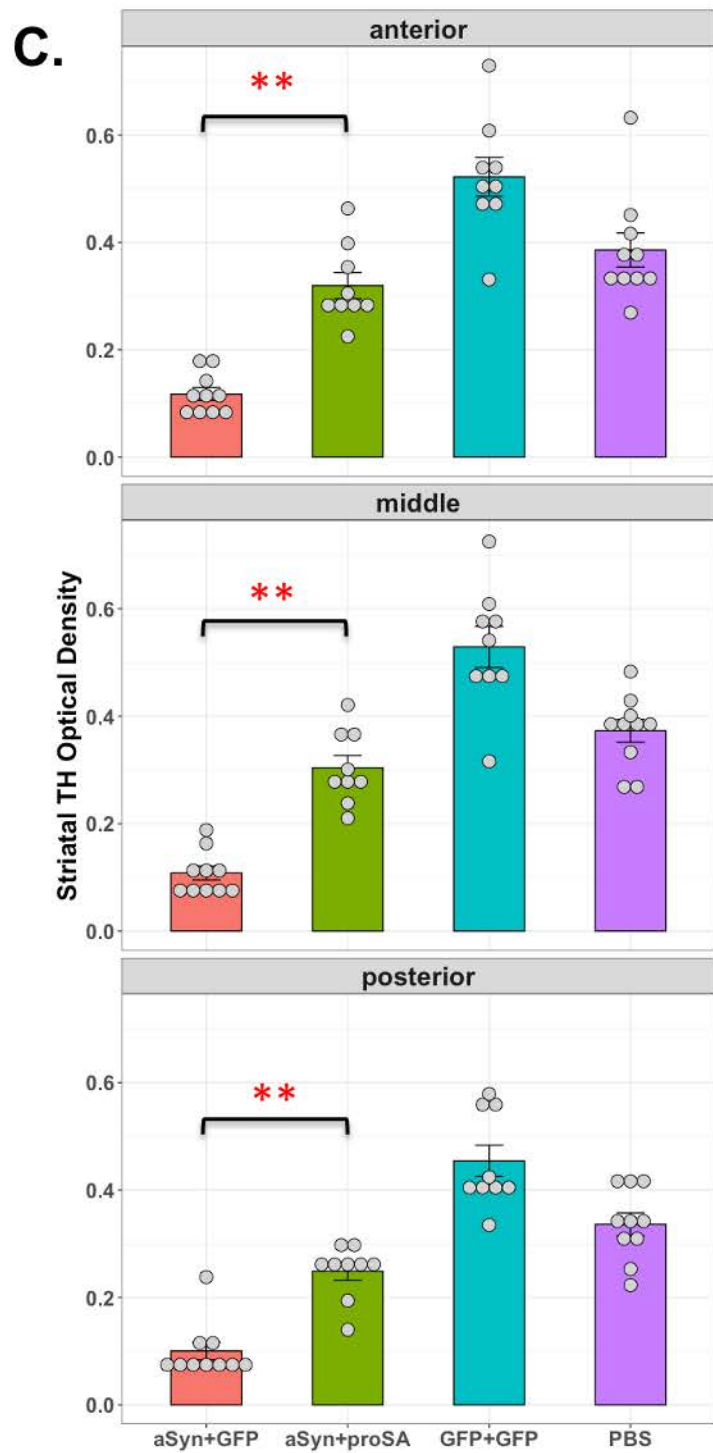 C.
anterior
**
0.6
0.4
0.2
0.0
middle
**
0.6
0.4
0.2
0.0
Striatal TH Optical Density
posterior
**
0.6
0.4
0.2
0.0
aSyn+GFP aSyn+proSA GFP+GFP PBS